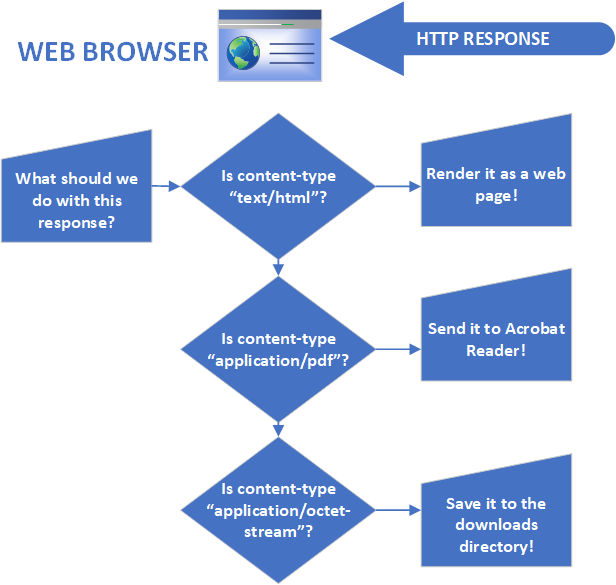 WEB BROWSER
HTTP RESPONSE
What should we
do with this
response?
Is content-type
“text/html”?
Render it as a web
page!
Is content-type
“application/pdf”?
Send it to Acrobat
Reader!
Is content-type
“application/octet-
stream”?
Save it to the
downloads
directory!